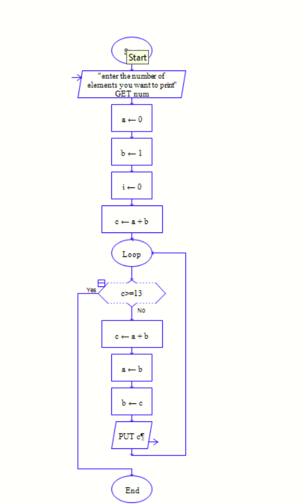 Start
"enter the number of
elements you want to print"
GET num
a ← 0
b ← 1
i ← 0
c ← a + b
Loop
Yes
c>=13
No
c ← a + b
a ← b
b ← c
PUT c¶
End